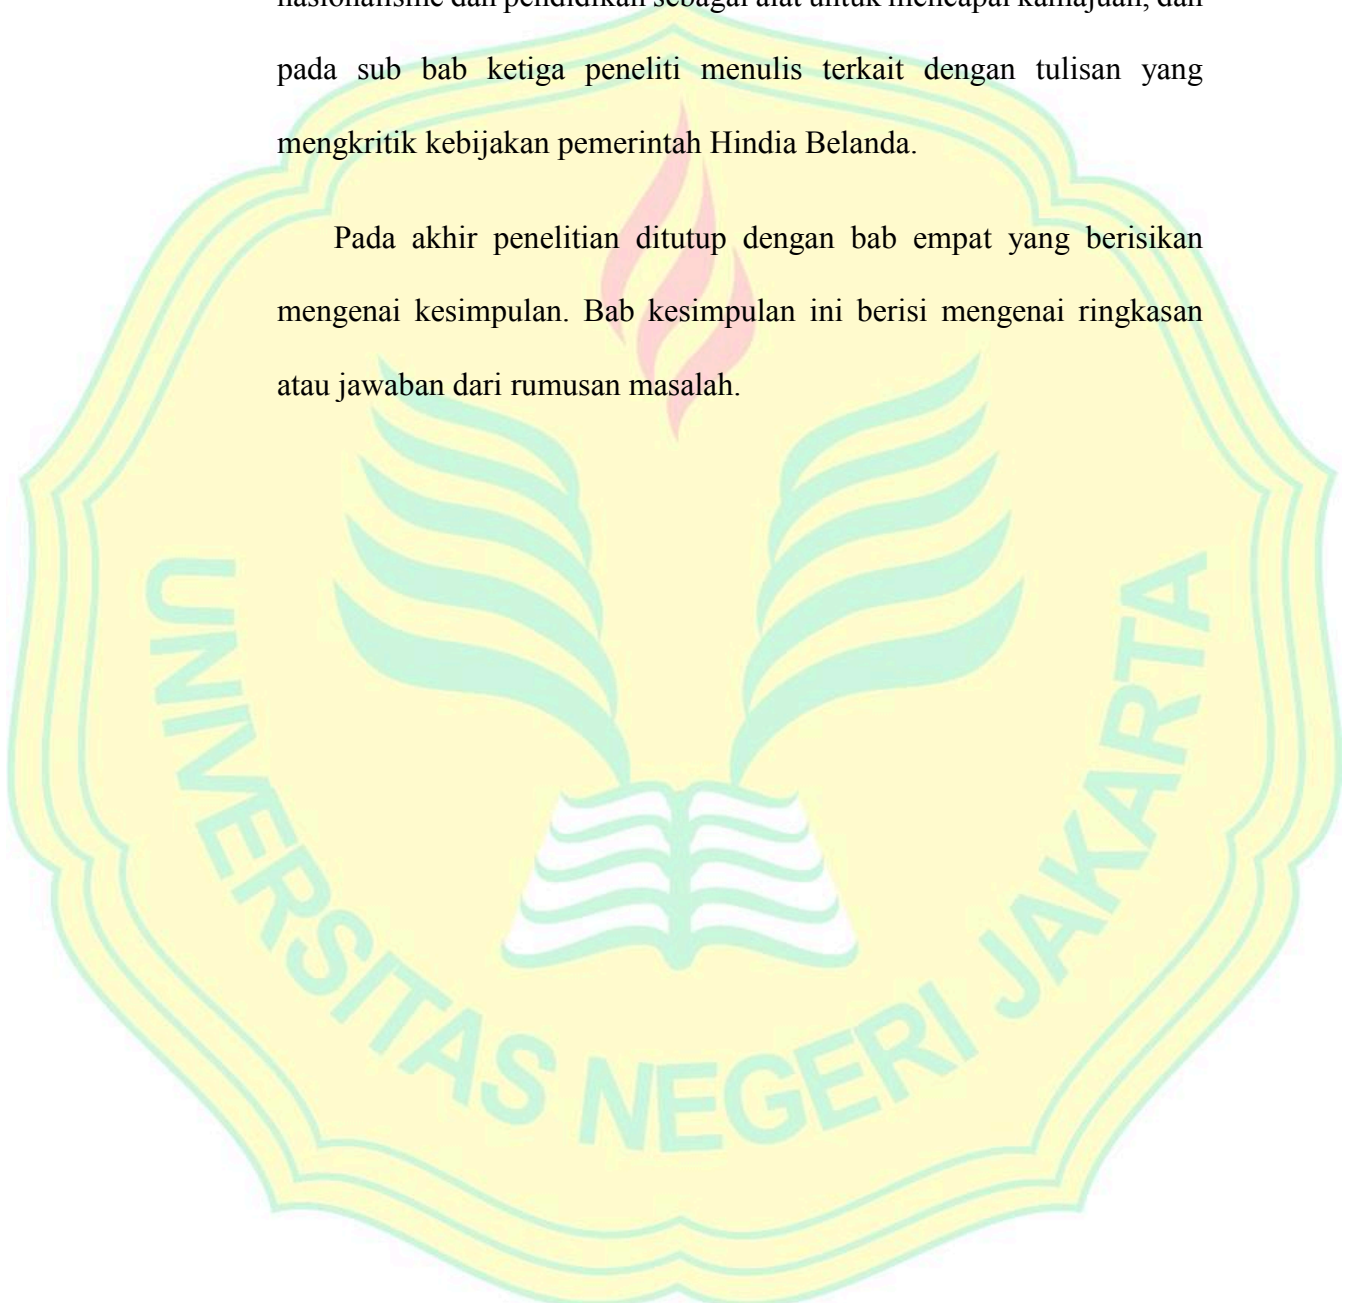 nasionalisme dan pendidikan sebagai alat untuk mencapai kamajuan, dan
pada sub bab ketiga peneliti menulis terkait dengan tulisan yang
mengkritik kebijakan pemerintah Hindia Belanda.
Pada akhir penelitian ditutup dengan bab empat yang berisikan
mengenai kesimpulan. Bab kesimpulan ini berisi mengenai ringkasan
atau jawaban dari rumusan masalah.
UNIVERSITAS NEGERI JAKARTA